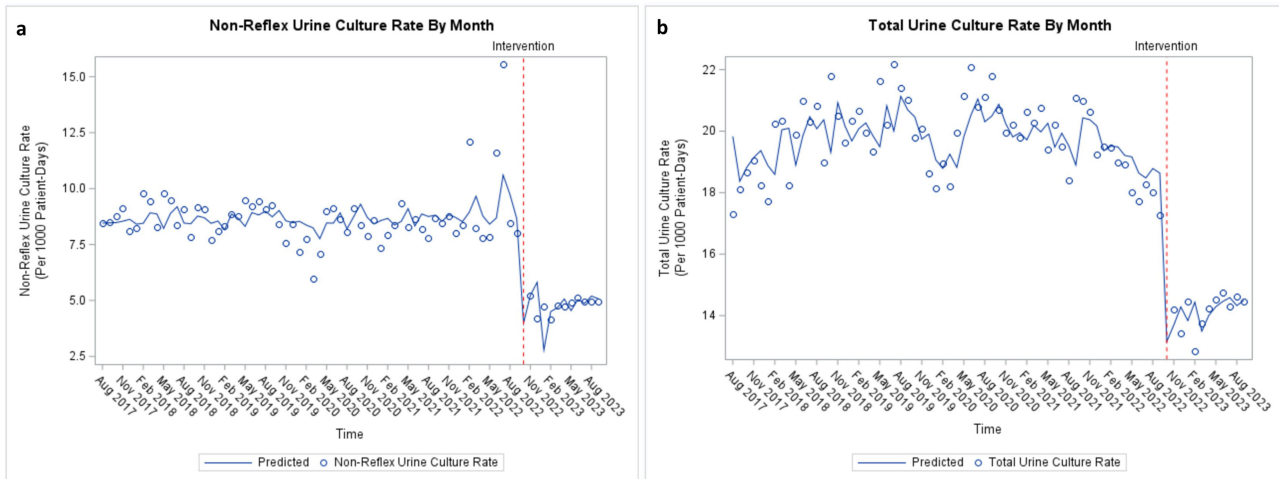 a
Non-Reflex Urine Culture Rate By Month
Intervention
Non-Reflex Urine Culture Rate
(Per 1000 Patient-Days)
15.0
12.5
10.0
7.5
5.0
2.5
Aug 2017
Nov 2017
Feb 2018
May 2018
Aug 2018
Nov 2018
Feb 2019
May 2019
Aug 2019
Nov 2019
Feb 2020
May 2020
Aug 2020
Nov 2020
Feb 2021
May 2021
Aug 2021
Nov 2021
Feb 2022
May 2022
Aug 2022
Nov 2022
Feb 2023
May 2023
Aug 2023
Time
Predicted
Non-Reflex Urine Culture Rate
b
Total Urine Culture Rate By Month
Intervention
Total Urine Culture Rate
(Per 1000 Patient-Days)
22
20
18
16
14
Aug 2017
Nov 2017
Feb 2018
May 2018
Aug 2018
Nov 2018
Feb 2019
May 2019
Aug 2019
Nov 2019
Feb 2020
May 2020
Aug 2020
Nov 2020
Feb 2021
May 2021
Aug 2021
Nov 2021
Feb 2022
May 2022
Aug 2022
Nov 2022
Feb 2023
May 2023
Aug 2023
Time
Predicted
Total Urine Culture Rate